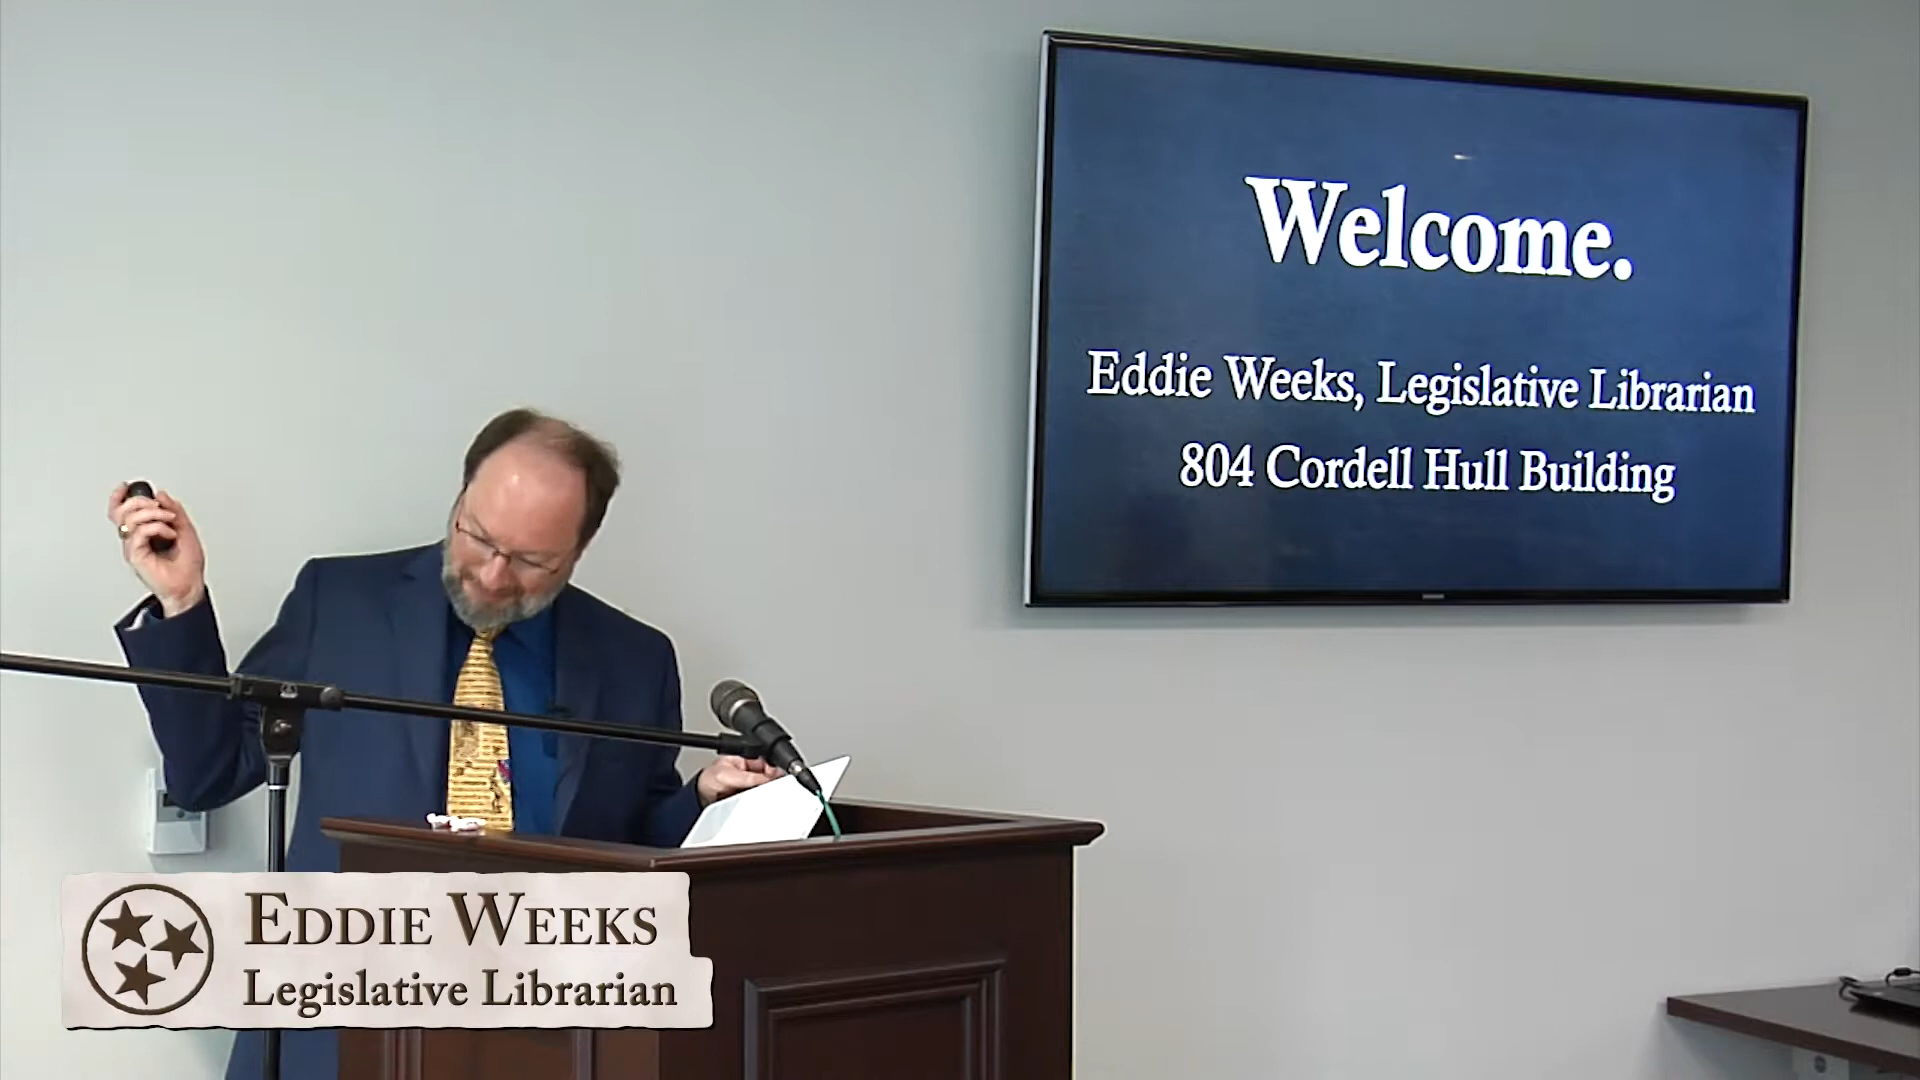 Welcome.
Eddie Weeks, Legislative Librarian
804 Cordell Hull Building
EDDIE WEEKS
Legislative Librarian